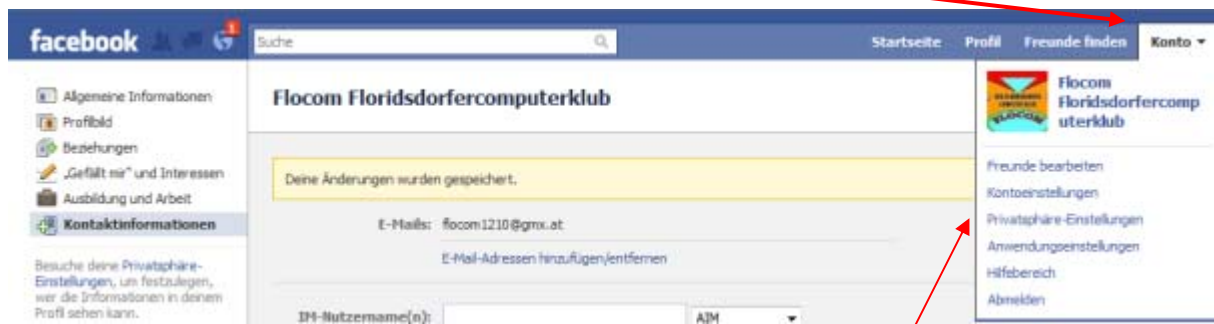 facebook
1
Suche
Startseite Profil Freunde finden Konto
Allgemeine Informationen
Profilbild
Beziehungen
„Gefällt mir" und Interessen
Ausbildung und Arbeit
Kontaktinformationen
Besuche deine Privatsphäre-
Einstellungen, um festzulegen,
wer die Informationen in deinem
Profil sehen kann.
Flocom Floridsdorfercomputerklub
Deine Änderungen wurden gespeichert.
E-Mails: flocom1210@gmx.at
E-Mail-Adressen hinzufügen/entfernen
IM-Nutzername(n): AIM
FLOCOM
Flocom
Floridsdorfercomp
uterklub
Freunde bearbeiten
Kontoeinstellungen
Privatsphäre-Einstellungen
Anwendungseinstellungen
Hilfebereich
Abmelden